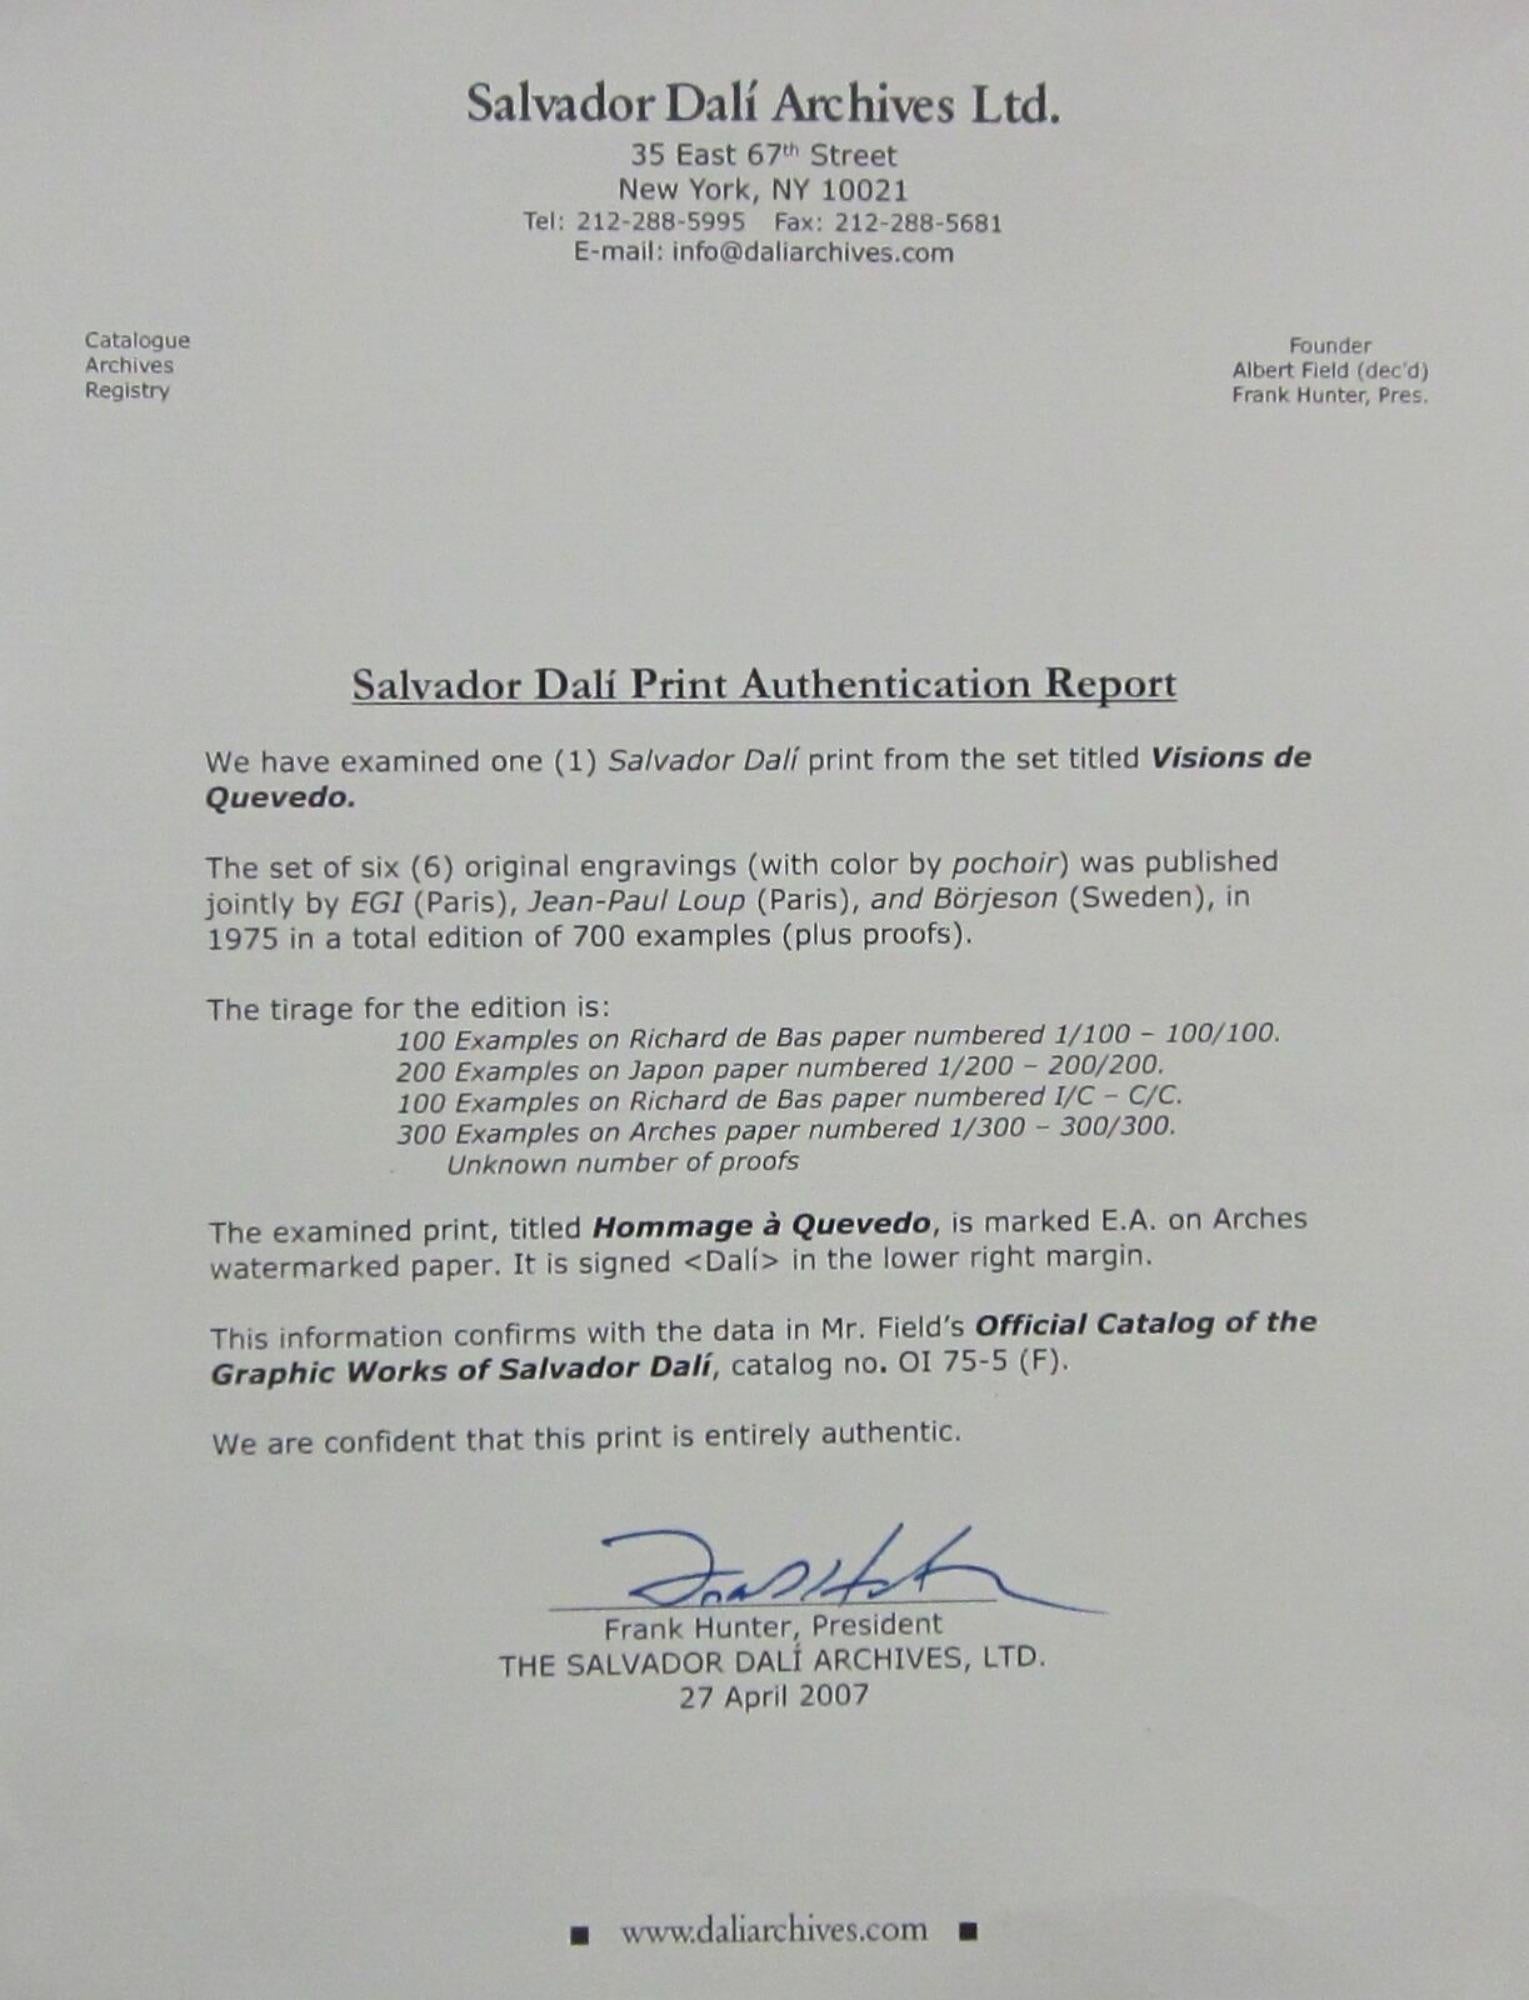 Salvador Dalí Archives Ltd.
35 East 67th Street
New York, NY 10021
Tel: 212-288-5995 Fax: 212-288-5681
E-mail: info@daliarchives.com
Catalogue
Archives
Registry
Founder
Albert Field (dec'd)
Frank Hunter, Pres.
Salvador Dalí Print Authentication Report
We have examined one (1) Salvador Dalí print from the set titled Visions de
Quevedo.
The set of six (6) original engravings (with color by pochoir) was published
jointly by EGI (Paris), Jean-Paul Loup (Paris), and Börjeson (Sweden), in
1975 in a total edition of 700 examples (plus proofs).
The tirage for the edition is:
100 Examples on Richard de Bas paper numbered 1/100 – 100/100.
200 Examples on Japon paper numbered 1/200 – 200/200.
100 Examples on Richard de Bas paper numbered I/C – C/C.
300 Examples on Arches paper numbered 1/300 – 300/300.
Unknown number of proofs
The examined print, titled Hommage à Quevedo, is marked E.A. on Arches
watermarked paper. It is signed <Dalí> in the lower right margin.
This information confirms with the data in Mr. Field's Official Catalog of the
Graphic Works of Salvador Dalí, catalog no. OI 75-5 (F).
We are confident that this print is entirely authentic.
Frank Hunter, President
THE SALVADOR DALÍ ARCHIVES, LTD.
27 April 2007
■ www.daliarchives.com ■